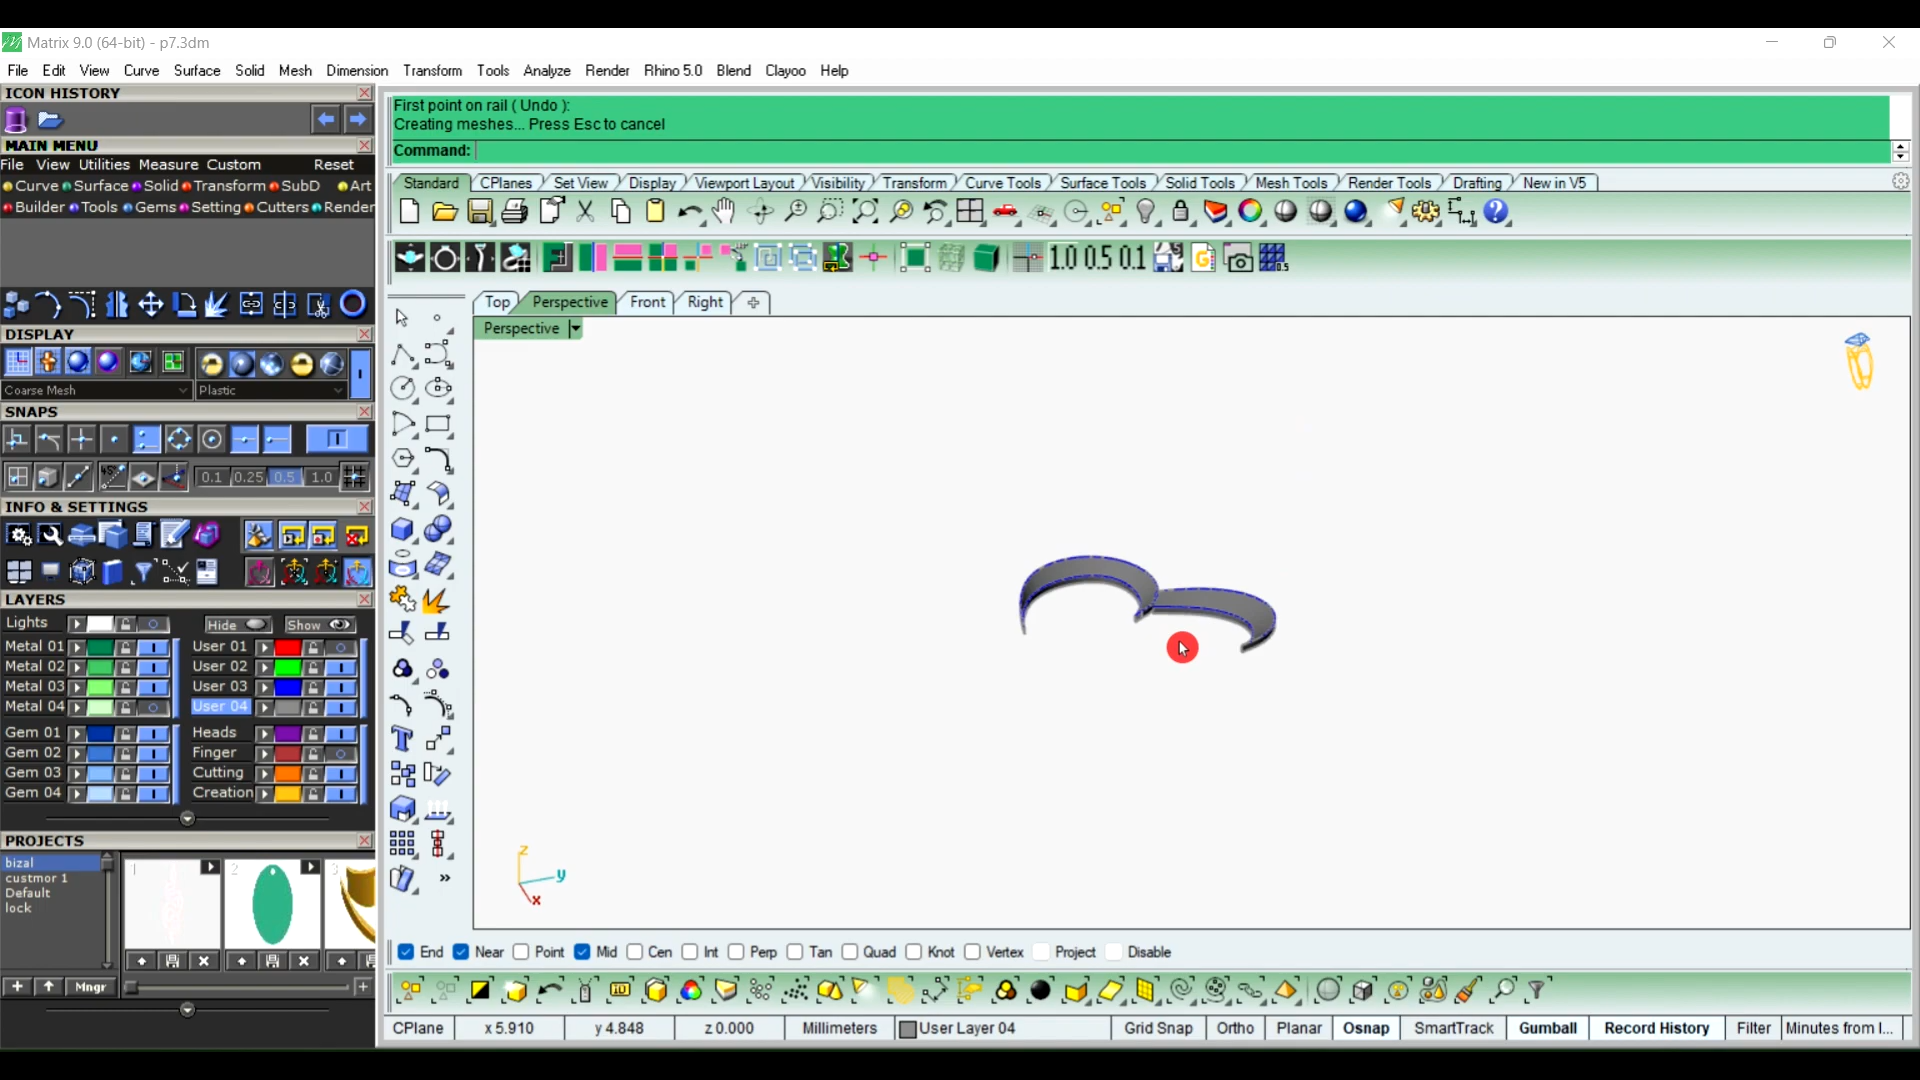 Matrix 9.0 (64-bit) - p7.3dm
File Edit View Curve Surface Solid Mesh Dimension Transform Tools Analyze Render Rhino 5.0 Blend Clayoo Help
ICON HISTORY
MAIN MENU
File View Utilities Measure Custom Reset
Curve Surface Solid Transform SubD Art
Builder Tools Gems Setting Cutters Render
DISPLAY
Coarse Mesh Plastic
SNAPS
0.1 0.25 0.5 1.0
INFO & SETTINGS
LAYERS
Lights Hide Show
Metal 01 User 01
Metal 02 User 02
Metal 03 User 03
Metal 04 User 04
Gem 01 Heads
Gem 02 Finger
Gem 03 Cutting
Gem 04 Creation
PROJECTS
bizal
custmor 1
Default
lock
1 2 3
Mngr
First point on rail ( Undo ):
Creating meshes... Press Esc to cancel
Command:
Standard CPlanes Set View Display Viewport Layout Visibility Transform Curve Tools Surface Tools Solid Tools Mesh Tools Render Tools Drafting New in V5
1.0 0.5 0.1
Top Perspective Front Right
Perspective
z
y
x
End Near Point Mid Cen Int Perp Tan Quad Knot Vertex Project Disable
CPlane x 5.910 y 4.848 z 0.000 Millimeters User Layer 04 Grid Snap Ortho Planar Osnap SmartTrack Gumball Record History Filter Minutes from l...